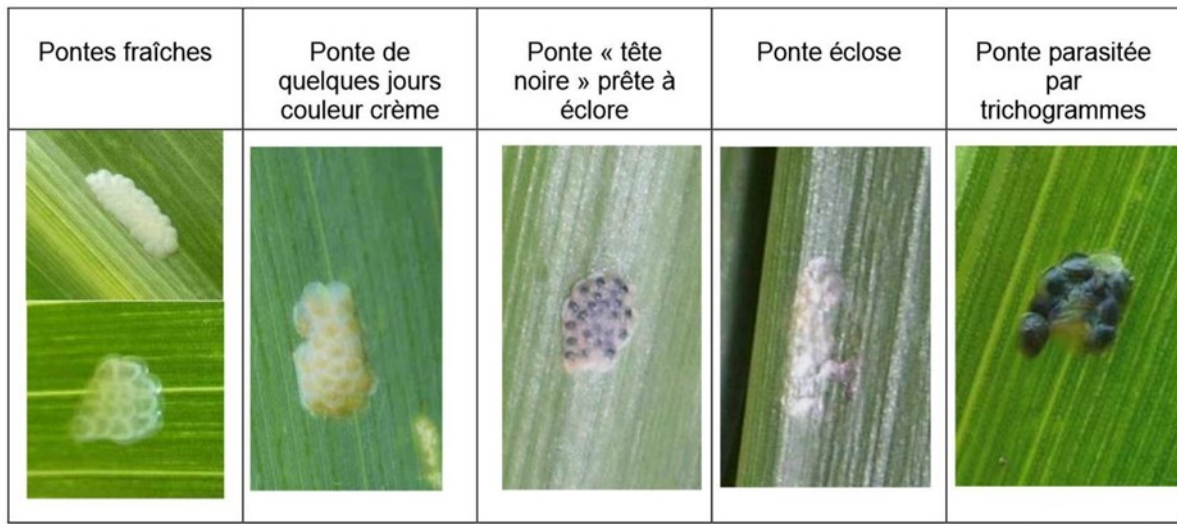 Pontes fraîches
Ponte de
quelques jours
couleur crème
Ponte « tête
noire » prête à
éclore
Ponte éclose
Ponte parasitée
par
trichogrammes